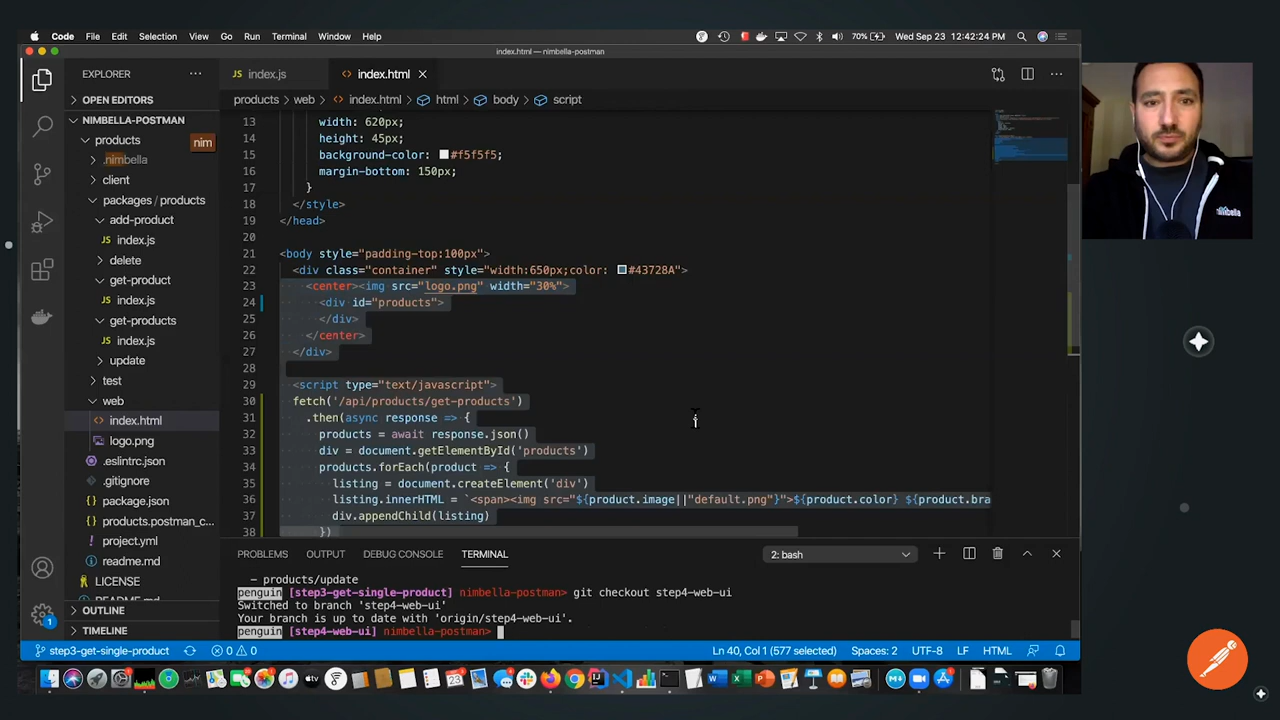 Code File Edit Selection View Go Run Terminal Window Help 70% Wed Sep 23 12:42:24
index.html — nimbella-postman
EXPLORER
index.js
index.html
OPEN EDITORS
products > web > index.html > html > body > script
NIMBELLA-POSTMAN
products
nim
.nimbella
client
packages / products
add-product
index.js
delete
get-product
index.js
get-products
index.js
update
test
web
index.html
logo.png
.eslintrc.json
.gitignore
package.json
products.postman_c...
project.yml
readme.md
LICENSE
OUTLINE
TIMELINE
13 width: 620px;
14 height: 45px;
15 background-color: #f5f5f5;
16 margin-bottom: 150px;
17 }
18 </style>
19 </head>
20
21 <body style="padding-top:100px">
22 <div class="container" style="width:650px;color: #43728A">
23 <center><img src="logo.png" width="30%">
24 <div id="products">
25 </div>
26 </center>
27 </div>
28
29 <script type="text/javascript">
30 fetch('/api/products/get-products')
31 .then(async response => {
32 products = await response.json()
33 div = document.getElementById('products')
34 products.forEach(product => {
35 listing = document.createElement('div')
36 listing.innerHTML = `<span><img src="${product.image||"default.png"}">${product.color} ${product.bra
37 div.appendChild(listing)
38 })
PROBLEMS OUTPUT DEBUG CONSOLE TERMINAL 2: bash
– products/update
penguin [step3-get-single-product] nimbella-postman> git checkout step4-web-ui
Switched to branch 'step4-web-ui'
Your branch is up to date with 'origin/step4-web-ui'.
penguin [step4-web-ui] nimbella-postman>
step3-get-single-product 0 0 Ln 40, Col 1 (577 selected) Spaces: 2 UTF-8 LF HTML
nimbella